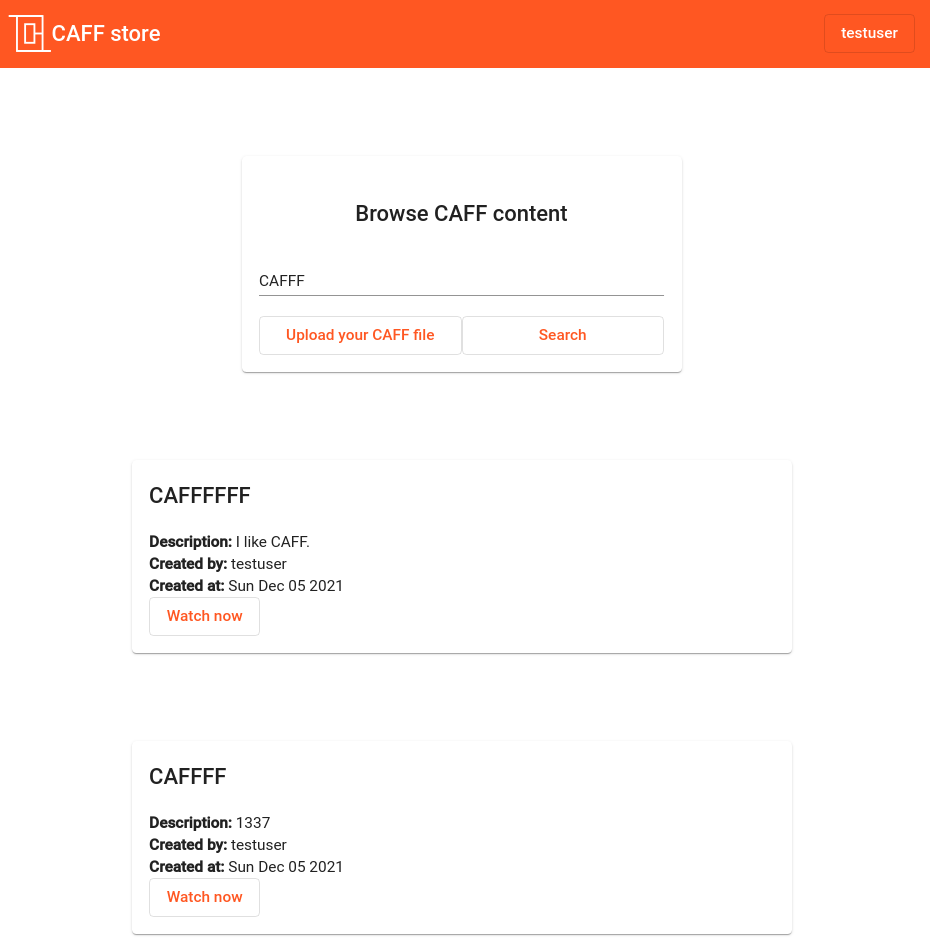 CAFF store
testuser
Browse CAFF content
CAFFF
Upload your CAFF file
Search
CAFFFFFF
Description: I like CAFF.
Created by: testuser
Created at: Sun Dec 05 2021
Watch now
CAFFFF
Description: 1337
Created by: testuser
Created at: Sun Dec 05 2021
Watch now